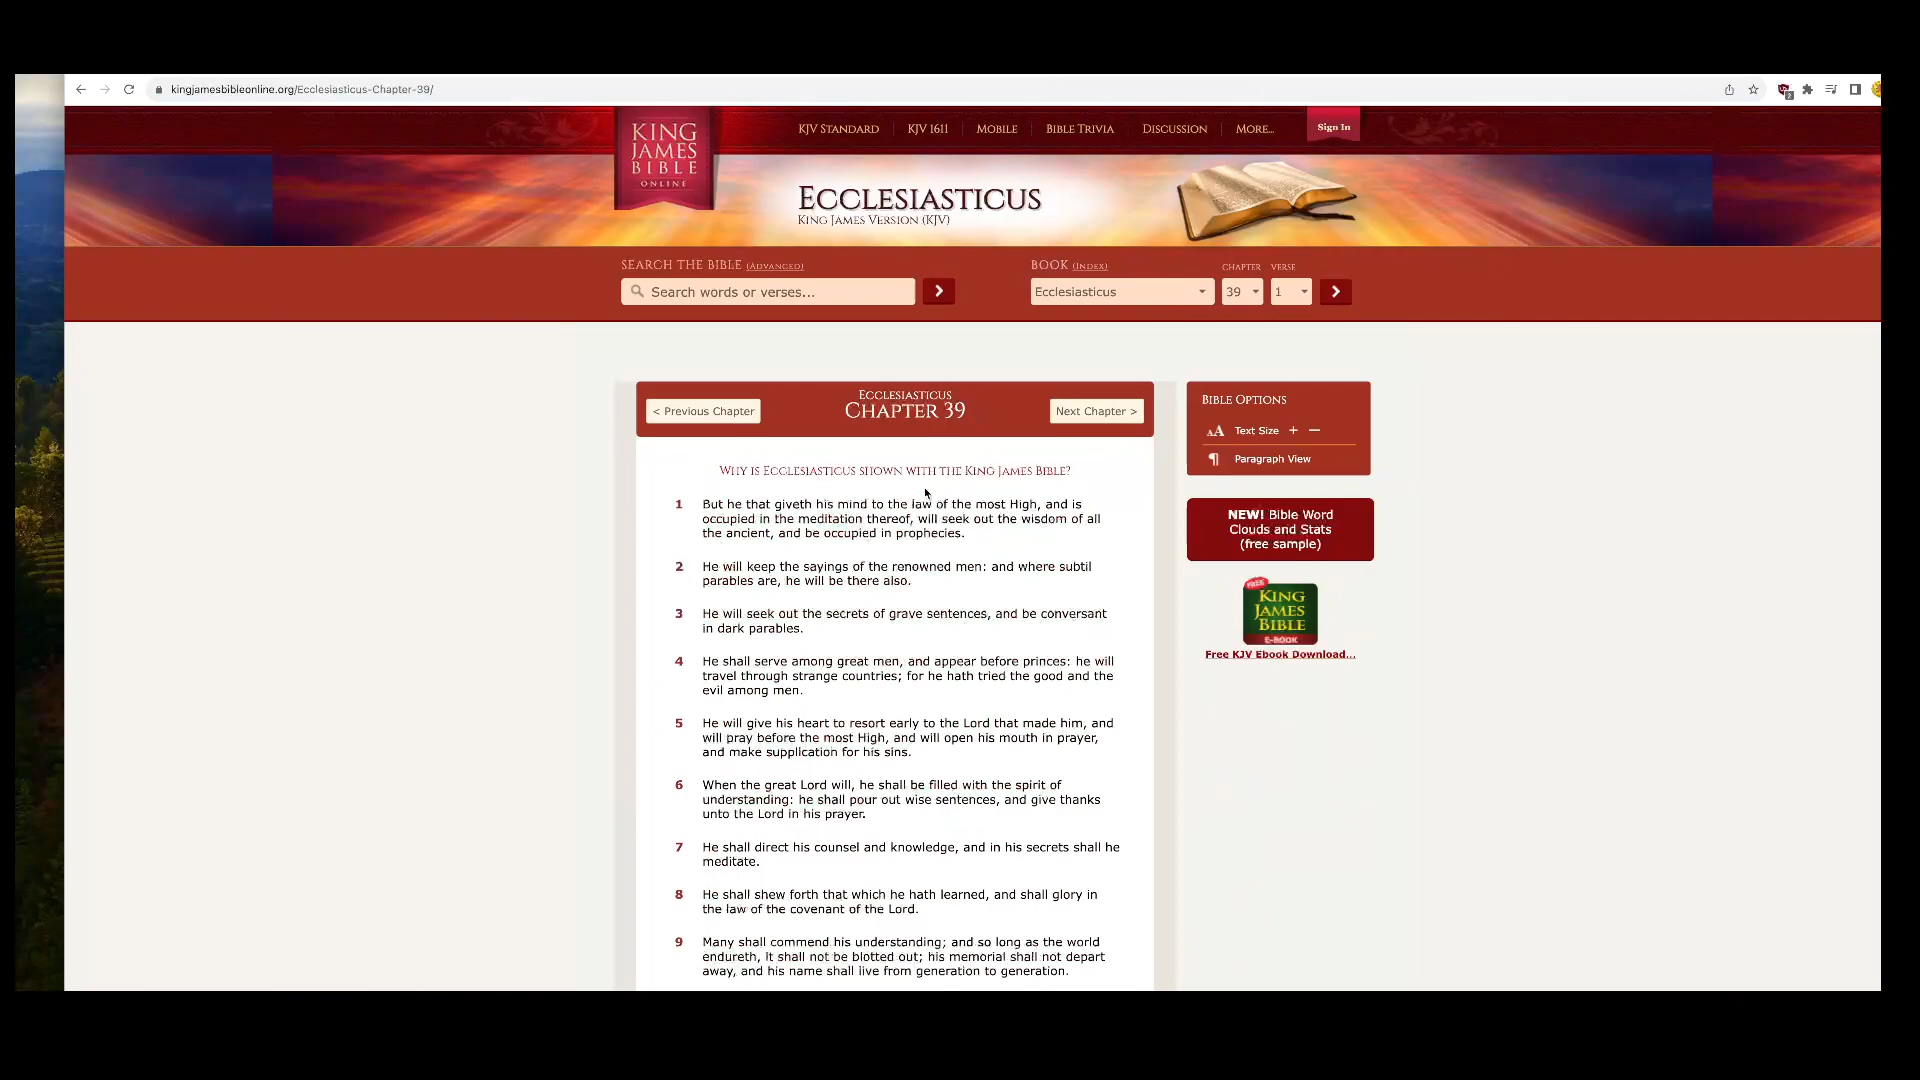 kingjamesbibleonline.org/Ecclesiasticus-Chapter-39/
2
KING
JAMES
BIBLE
ONLINE
KJV Standard
KJV 1611
Mobile
Bible Trivia
Discussion
More...
Sign In
Ecclesiasticus
King James Version (KJV)
Search the Bible (Advanced)
Book (Index)
Chapter
Verse
Search words or verses...
Ecclesiasticus
39
1
< Previous Chapter
Ecclesiasticus
Chapter 39
Next Chapter >
Why is Ecclesiasticus shown with the King James Bible?
1 But he that giveth his mind to the law of the most High, and is
occupied in the meditation thereof, will seek out the wisdom of all
the ancient, and be occupied in prophecies.
2 He will keep the sayings of the renowned men: and where subtil
parables are, he will be there also.
3 He will seek out the secrets of grave sentences, and be conversant
in dark parables.
4 He shall serve among great men, and appear before princes: he will
travel through strange countries; for he hath tried the good and the
evil among men.
5 He will give his heart to resort early to the Lord that made him, and
will pray before the most High, and will open his mouth in prayer,
and make supplication for his sins.
6 When the great Lord will, he shall be filled with the spirit of
understanding: he shall pour out wise sentences, and give thanks
unto the Lord in his prayer.
7 He shall direct his counsel and knowledge, and in his secrets shall he
meditate.
8 He shall shew forth that which he hath learned, and shall glory in
the law of the covenant of the Lord.
9 Many shall commend his understanding; and so long as the world
endureth, it shall not be blotted out; his memorial shall not depart
away, and his name shall live from generation to generation.
Bible Options
AA Text Size + −
¶ Paragraph View
NEW! Bible Word
Clouds and Stats
(free sample)
FREE
KING
JAMES
BIBLE
E-BOOK
Free KJV Ebook Download...